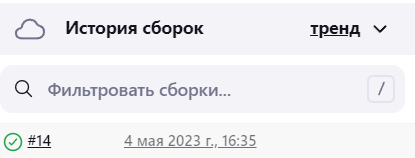 История сборок тренд
Фильтровать сборки... /
#14 4 мая 2023 г., 16:35